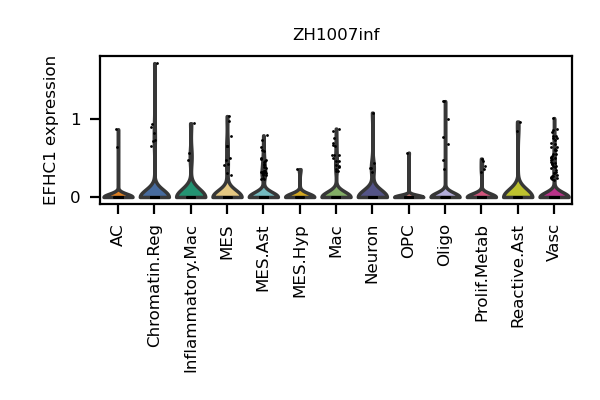 ZH1007inf
EFHC1 expression
1
0
AC
Chromatin.Reg
Inflammatory.Mac
MES
MES.Ast
MES.Hyp
Mac
Neuron
OPC
Oligo
Prolif.Metab
Reactive.Ast
Vasc